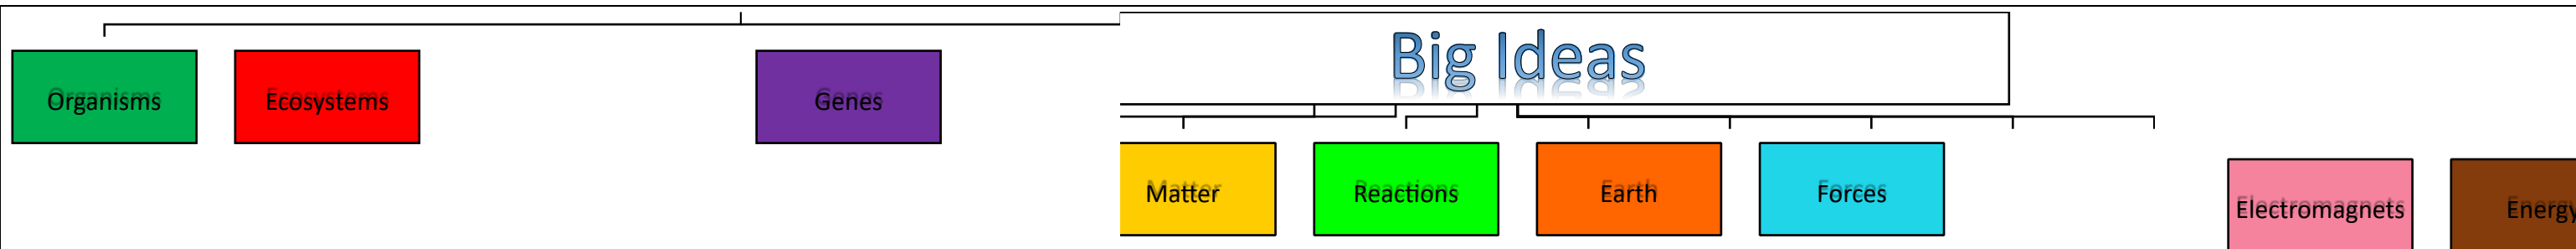 Big Ideas
Organisms
Ecosystems
Genes
Matter
Reactions
Earth
Forces
Electromagnets
Energy